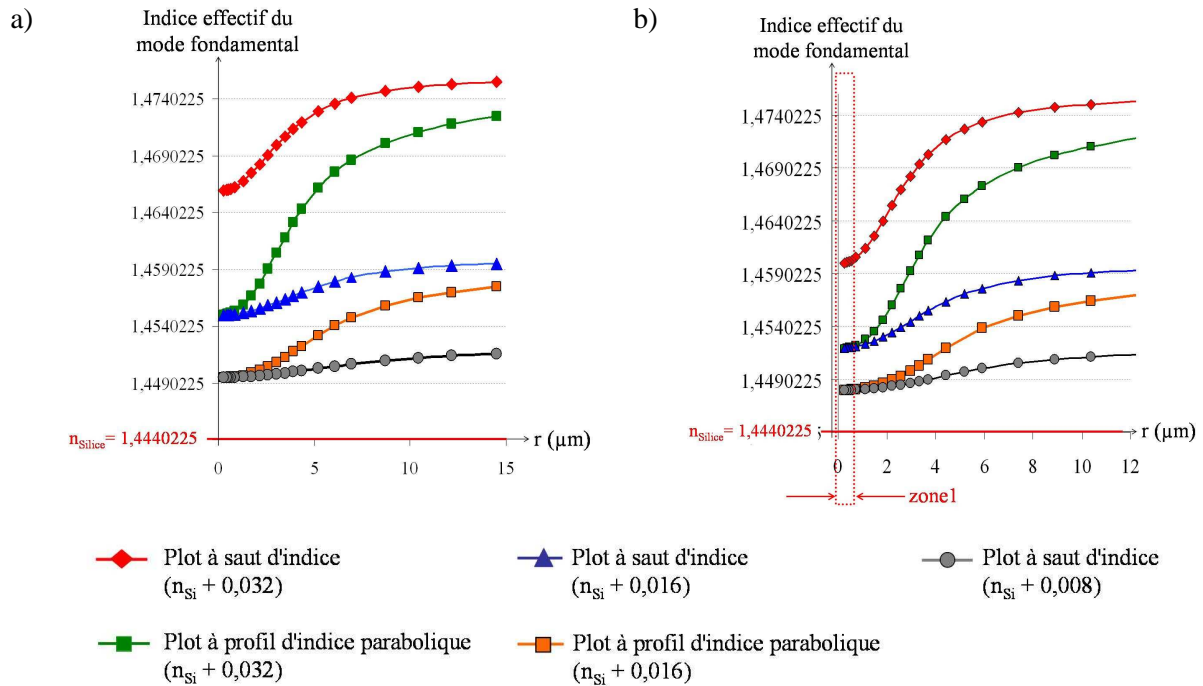 a)
Indice effectif du
mode fondamental
1,4740225
1,4690225
1,4640225
1,4590225
1,4540225
1,4490225
nSilice = 1,4440225
r (µm)
0
5
10
15
b)
Indice effectif du
mode fondamental
1,4740225
1,4690225
1,4640225
1,4590225
1,4540225
1,4490225
nSilice = 1,4440225
r (µm)
0
2
4
6
8
10
12
zone1
Plot à saut d'indice
(nSi + 0,032)
Plot à saut d'indice
(nSi + 0,016)
Plot à saut d'indice
(nSi + 0,008)
Plot à profil d'indice parabolique
(nSi + 0,032)
Plot à profil d'indice parabolique
(nSi + 0,016)